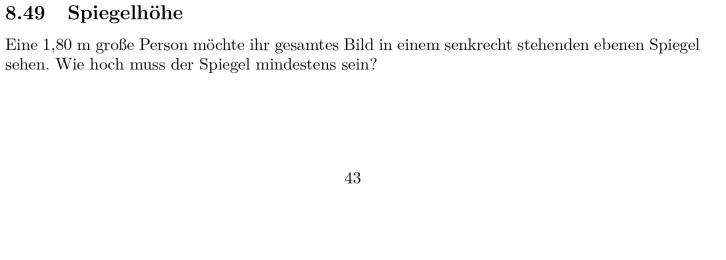 8.49 Spiegelhöhe
Eine 1,80 m große Person möchte ihr gesamtes Bild in einem senkrecht stehenden ebenen Spiegel
sehen. Wie hoch muss der Spiegel mindestens sein?
43